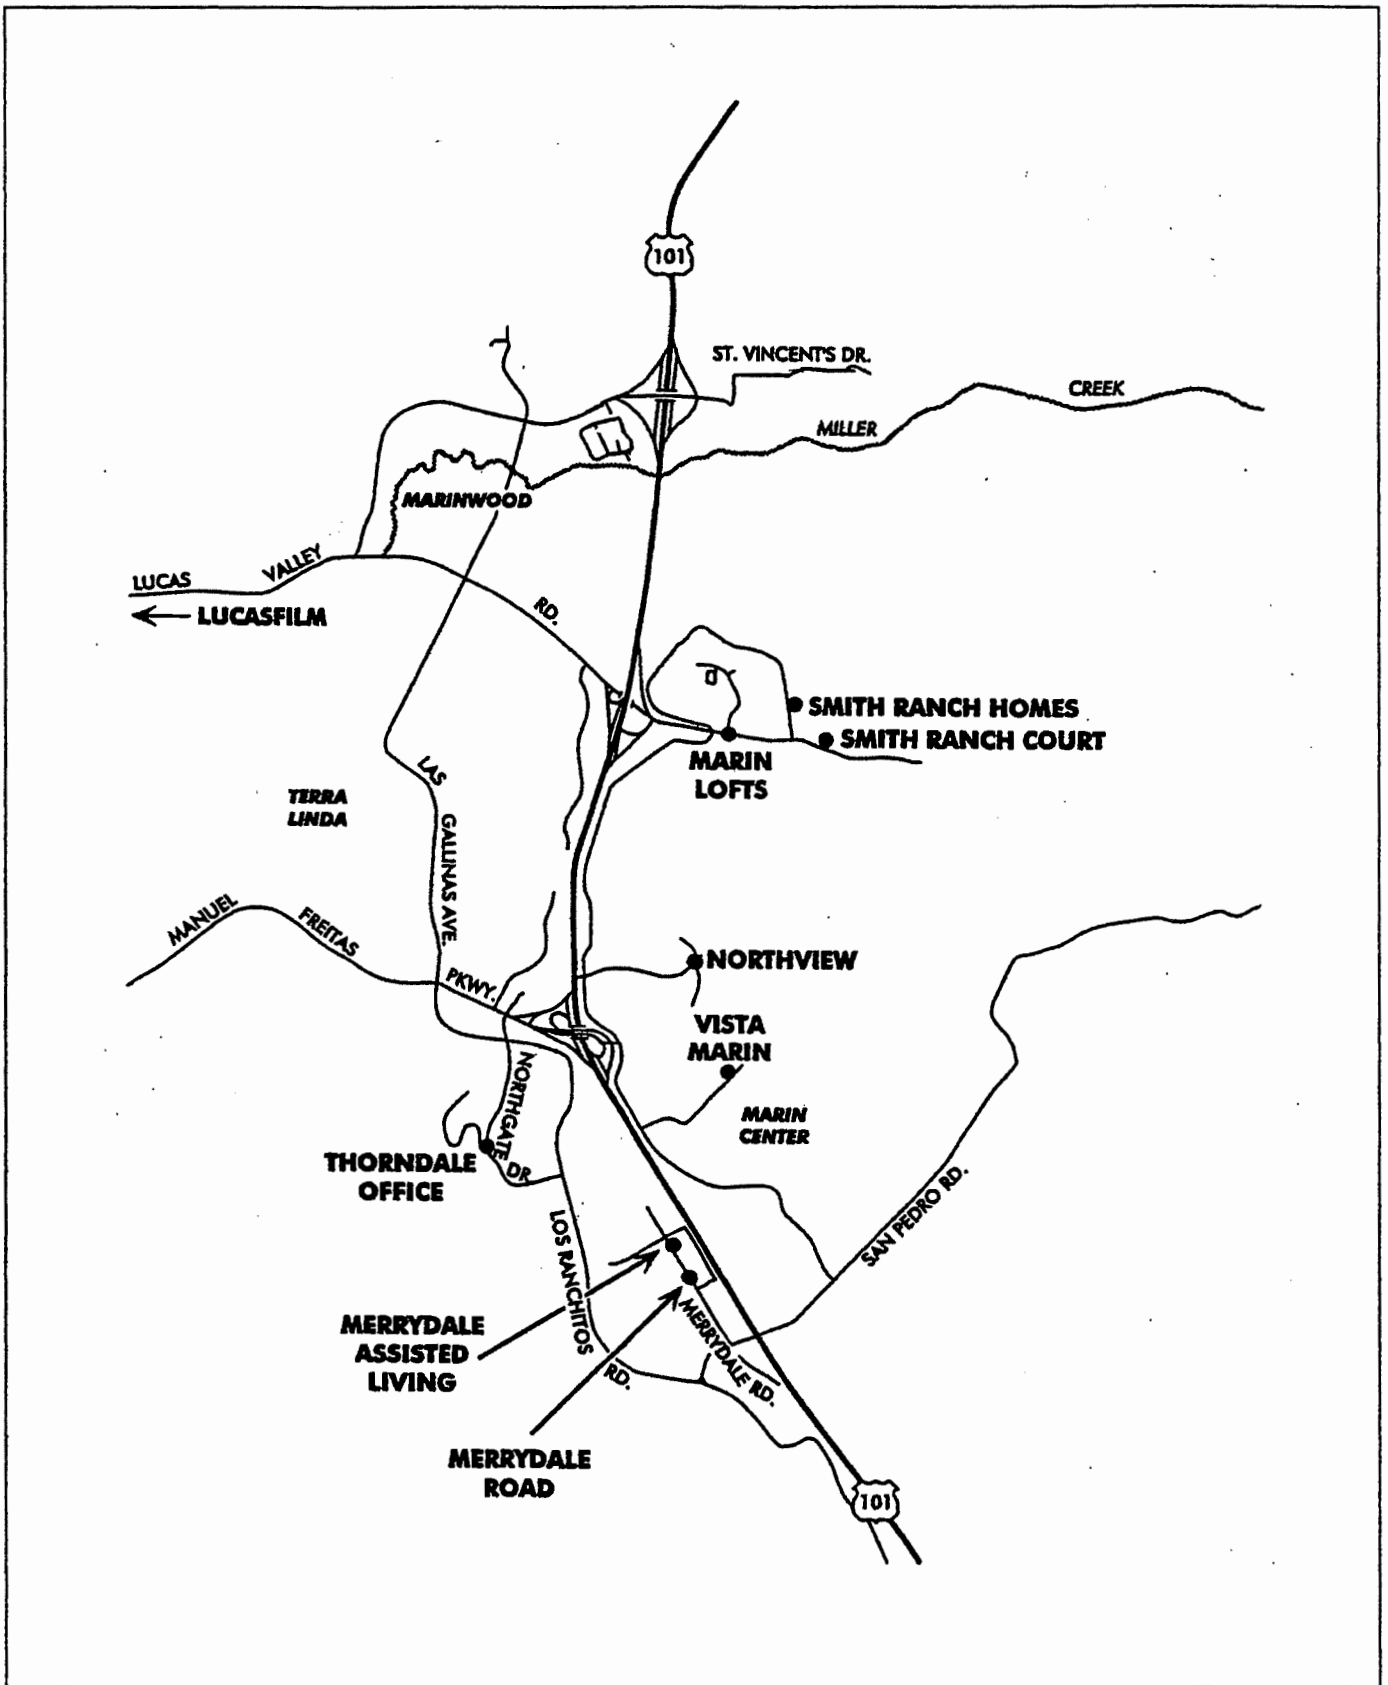 101
ST. VINCENT'S DR.
CREEK
MILLER
MARINWOOD
LUCAS
VALLEY
RD.
LUCASFILM
SMITH RANCH HOMES
SMITH RANCH COURT
MARIN
LOFTS
LAS
GALLINAS AVE.
TERRA
LINDA
MANUEL
FREITAS
PKWY.
NORTHVIEW
VISTA
MARIN
MARIN
CENTER
NORTHGATE
DR
THORNDALE
OFFICE
SAN PEDRO RD.
LOS RANCHITOS
RD.
MERRYDALE
ASSISTED
LIVING
MERRYDALE RD.
MERRYDALE
ROAD
101